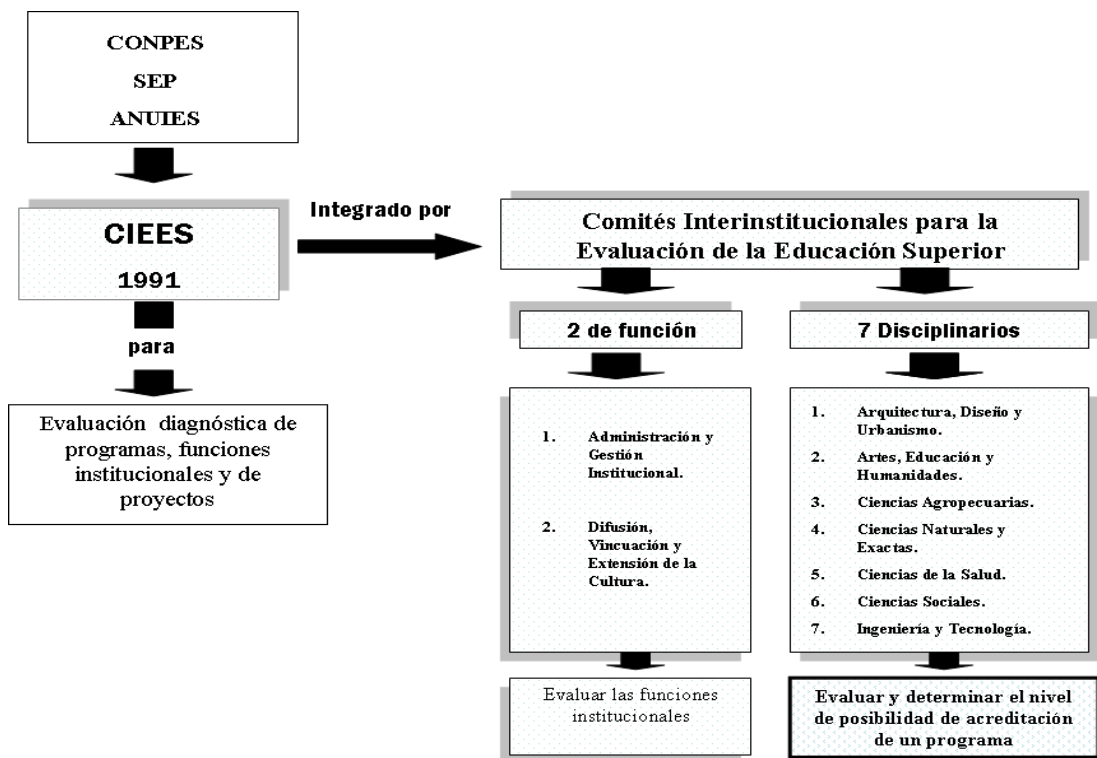 CONPES
SEP
ANUIES
CIEES
1991
Integrado por
Comités Interinstitucionales para la
Evaluación de la Educación Superior
para
Evaluación diagnóstica de
programas, funciones
institucionales y de
proyectos
2 de función
1. Administración y
Gestión
Institucional.
2. Difusión,
Vincuación y
Extensión de la
Cultura.
Evaluar las funciones
institucionales
7 Disciplinarios
1. Arquitectura, Diseño y
Urbanismo.
2. Artes, Educación y
Humanidades.
3. Ciencias Agropecuarias.
4. Ciencias Naturales y
Exactas.
5. Ciencias de la Salud.
6. Ciencias Sociales.
7. Ingeniería y Tecnología.
Evaluar y determinar el nivel
de posibilidad de acreditación
de un programa